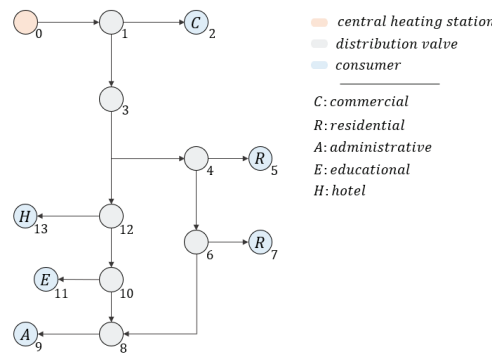 central heating station
0
1
C
2
distribution valve
consumer
3
C: commercial
R: residential
A: administrative
E: educational
H: hotel
4
R
5
H
13
12
6
R
7
E
11
10
A
9
8